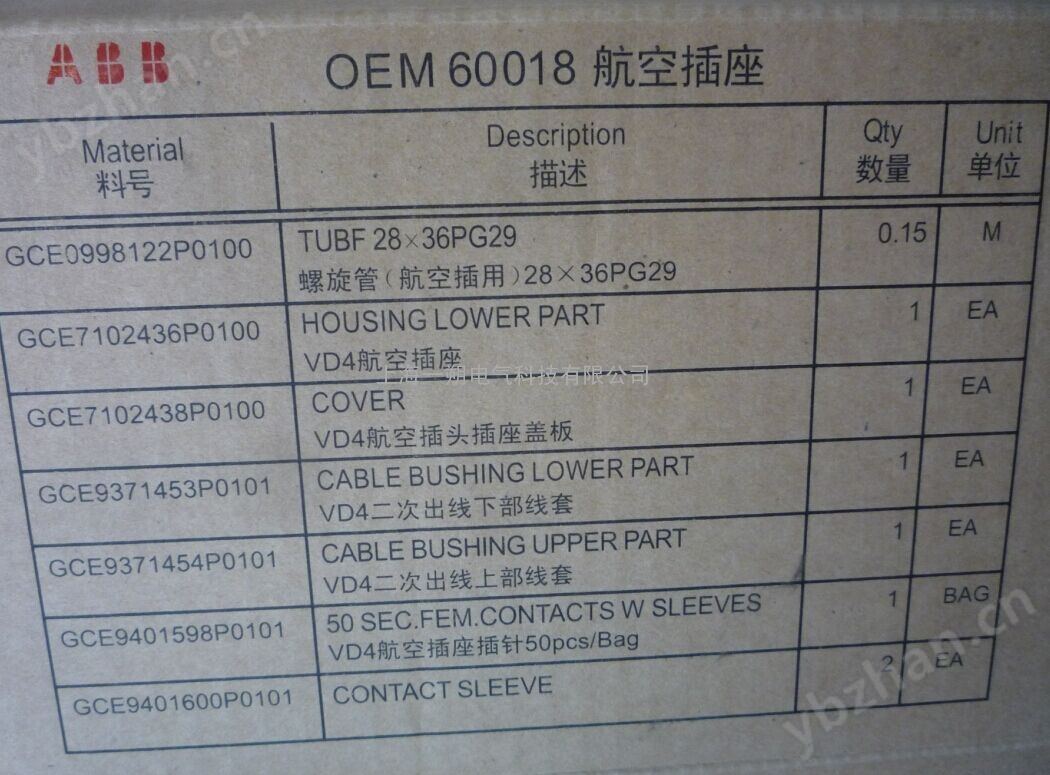 ABB
OEM 60018 航空插座
Material Description Qty Unit
料号 描述 数量 单位
GCE0998122P0100 TUBF 28×36PG29 0.15 M
螺旋管(航空插用)28×36PG29
GCE7102436P0100 HOUSING LOWER PART 1 EA
VD4航空插座
GCE7102438P0100 COVER 1 EA
VD4航空插头插座盖板
GCE9371453P0101 CABLE BUSHING LOWER PART 1 EA
VD4二次出线下部线套
GCE9371454P0101 CABLE BUSHING UPPER PART 1 EA
VD4二次出线上部线套
GCE9401598P0101 50 SEC.FEM.CONTACTS W SLEEVES 1 BAG
VD4航空插座插针50pcs/Bag
GCE9401600P0101 CONTACT SLEEVE 2 EA
ybzhan.cn
ybzhan.cn